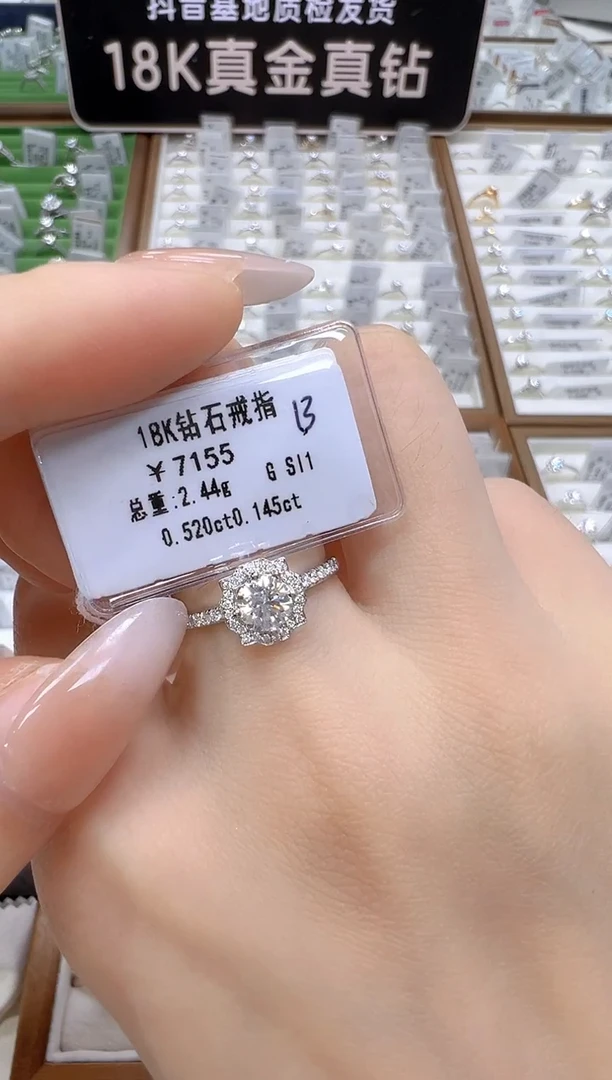 抖音基地质检发货
18K真金真钻
18K钻石戒指 13
￥7155
G SI1
总重:2.44g
0.520ct0.145ct